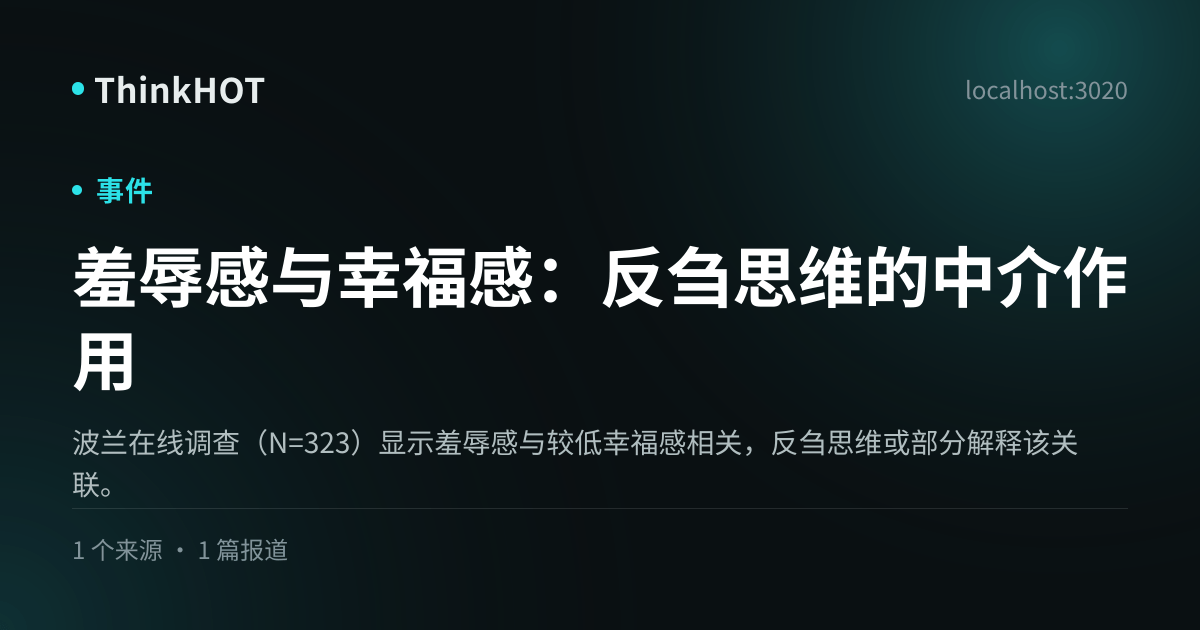 ThinkHOT
localhost:3020
事件
羞辱感与幸福感：反刍思维的中介作
用
波兰在线调查（N=323）显示羞辱感与较低幸福感相关，反刍思维或部分解释该关
联。
1 个来源 · 1 篇报道